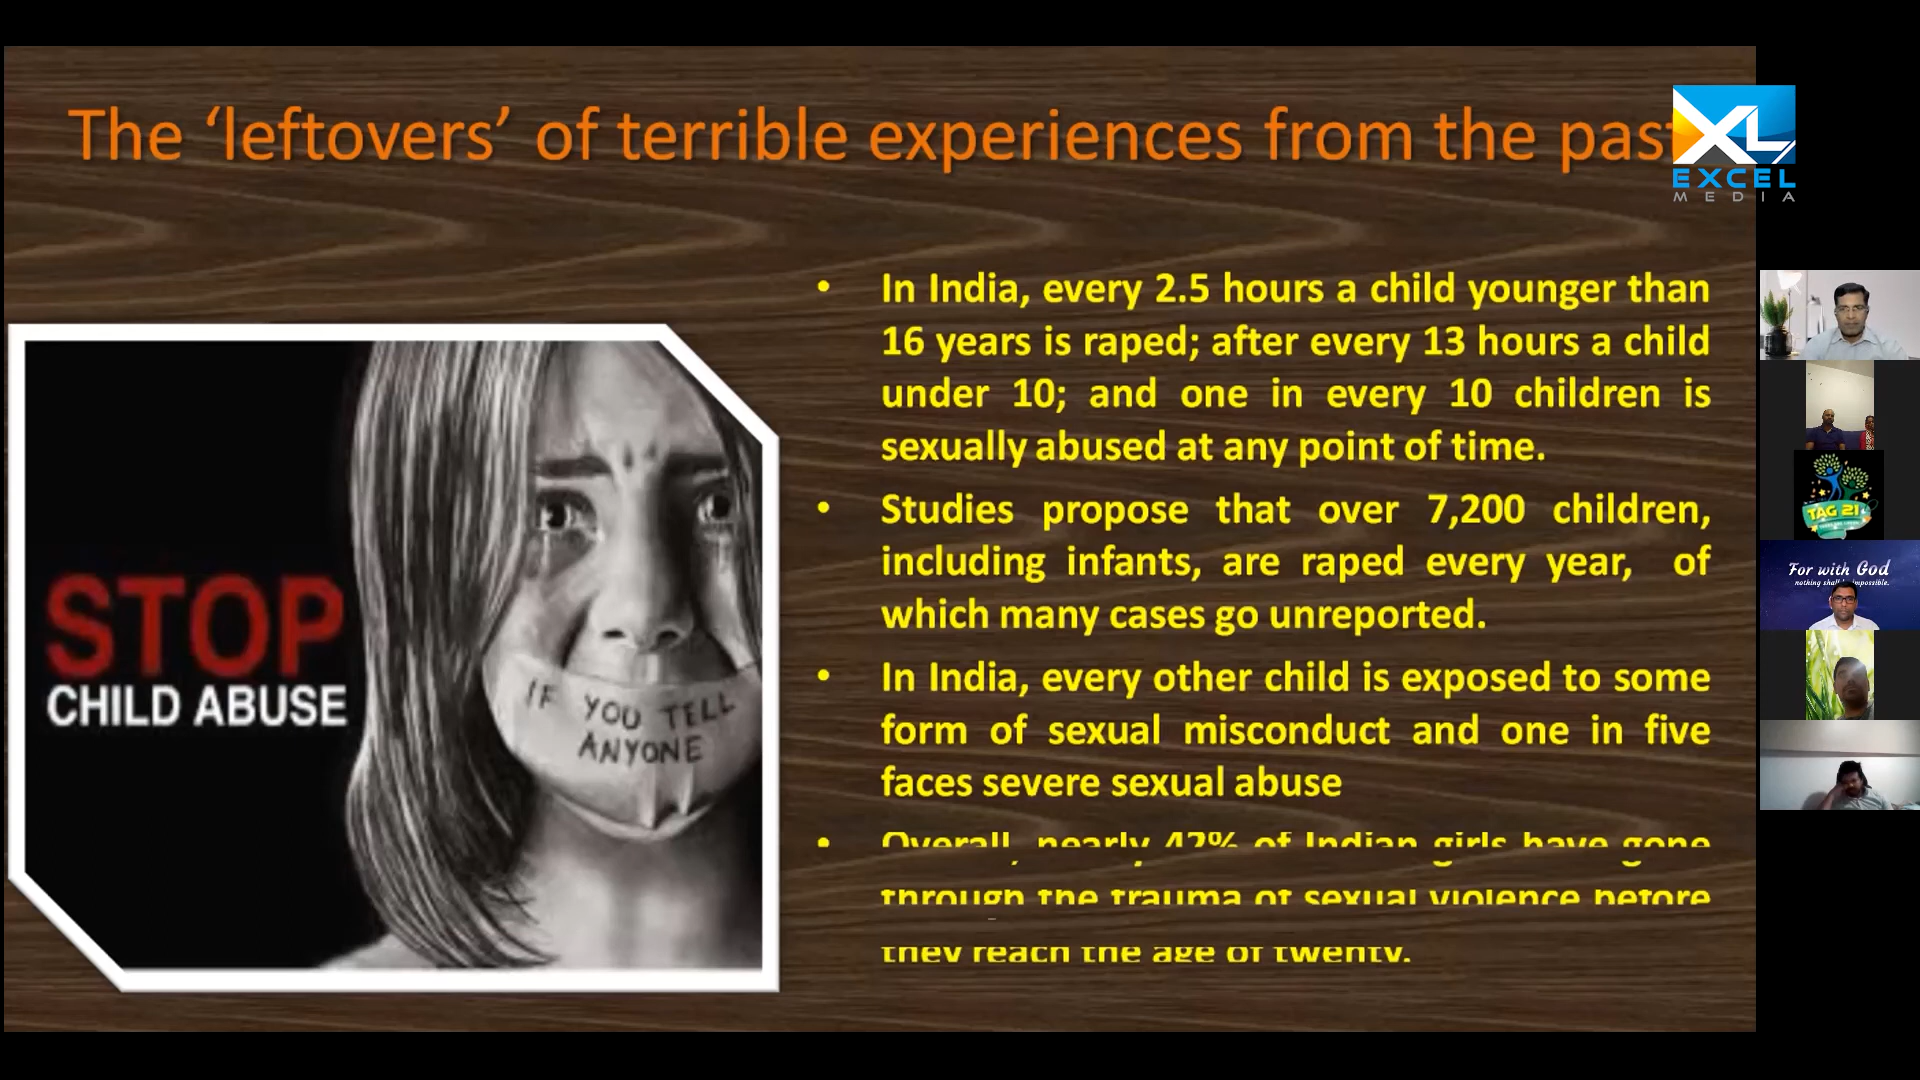 The ‘leftovers’ of terrible experiences from the past
XL
EXCEL
MEDIA
STOP
CHILD ABUSE
IF YOU TELL
ANYONE
• In India, every 2.5 hours a child younger than
16 years is raped; after every 13 hours a child
under 10; and one in every 10 children is
sexually abused at any point of time.
• Studies propose that over 7,200 children,
including infants, are raped every year, of
which many cases go unreported.
• In India, every other child is exposed to some
form of sexual misconduct and one in five
faces severe sexual abuse
• Overall, nearly 42% of Indian girls have gone
through the trauma of sexual violence before
they reach the age of twenty.
TAG 21
For with God
nothing shall impossible.